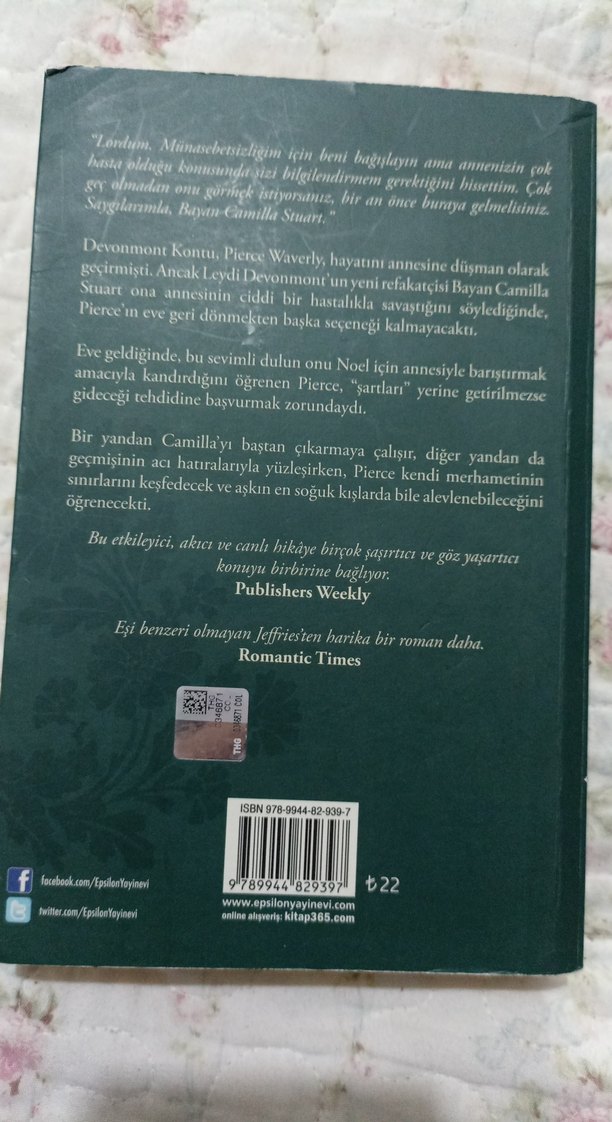 "Lordum. Münasebetsizliğim için beni bağışlayın ama annenizin çok
hasta olduğu konusunda sizi bilgilendirmem gerektiğini hissettim. Çok
geç olmadan onu görmek istiyorsanız, bir an önce buraya gelmelisiniz.
Saygılarımla, Bayan Camilla Stuart."
Devonmont Kontu, Pierce Waverly, hayatını annesine düşman olarak
geçirmişti. Ancak Leydi Devonmont'un yeni refakatçisi Bayan Camilla
Stuart ona annesinin ciddi bir hastalıkla savaştığını söylediğinde,
Pierce'ın eve geri dönmekten başka seçeneği kalmayacaktı.
Eve geldiğinde, bu sevimli dulun onu Noel için annesiyle barıştırmak
amacıyla kandırdığını öğrenen Pierce, "şartları" yerine getirilmezse
gideceği tehdidine başvurmak zorundaydı.
Bir yandan Camilla'yı baştan çıkarmaya çalışır, diğer yandan da
geçmişinin acı hatıralarıyla yüzleşirken, Pierce kendi merhametinin
sınırlarını keşfedecek ve aşkın en soğuk kışlarda bile alevlenebileceğini
öğrenecekti.
Bu etkileyici, akıcı ve canlı hikâye birçok şaşırtıcı ve göz yaşartıcı
konuyu birbirine bağlıyor.
Publishers Weekly
Eşi benzeri olmayan Jeffries'ten harika bir roman daha.
Romantic Times
THG
0346871
CO
THG 0346871 COL
ISBN 978-9944-82-939-7
9 789944 829397
₺22
www.epsilonyayinevi.com
online alışveriş: kitap365.com
facebook.com/EpsilonYayinevi
twitter.com/EpsilonYayinevi